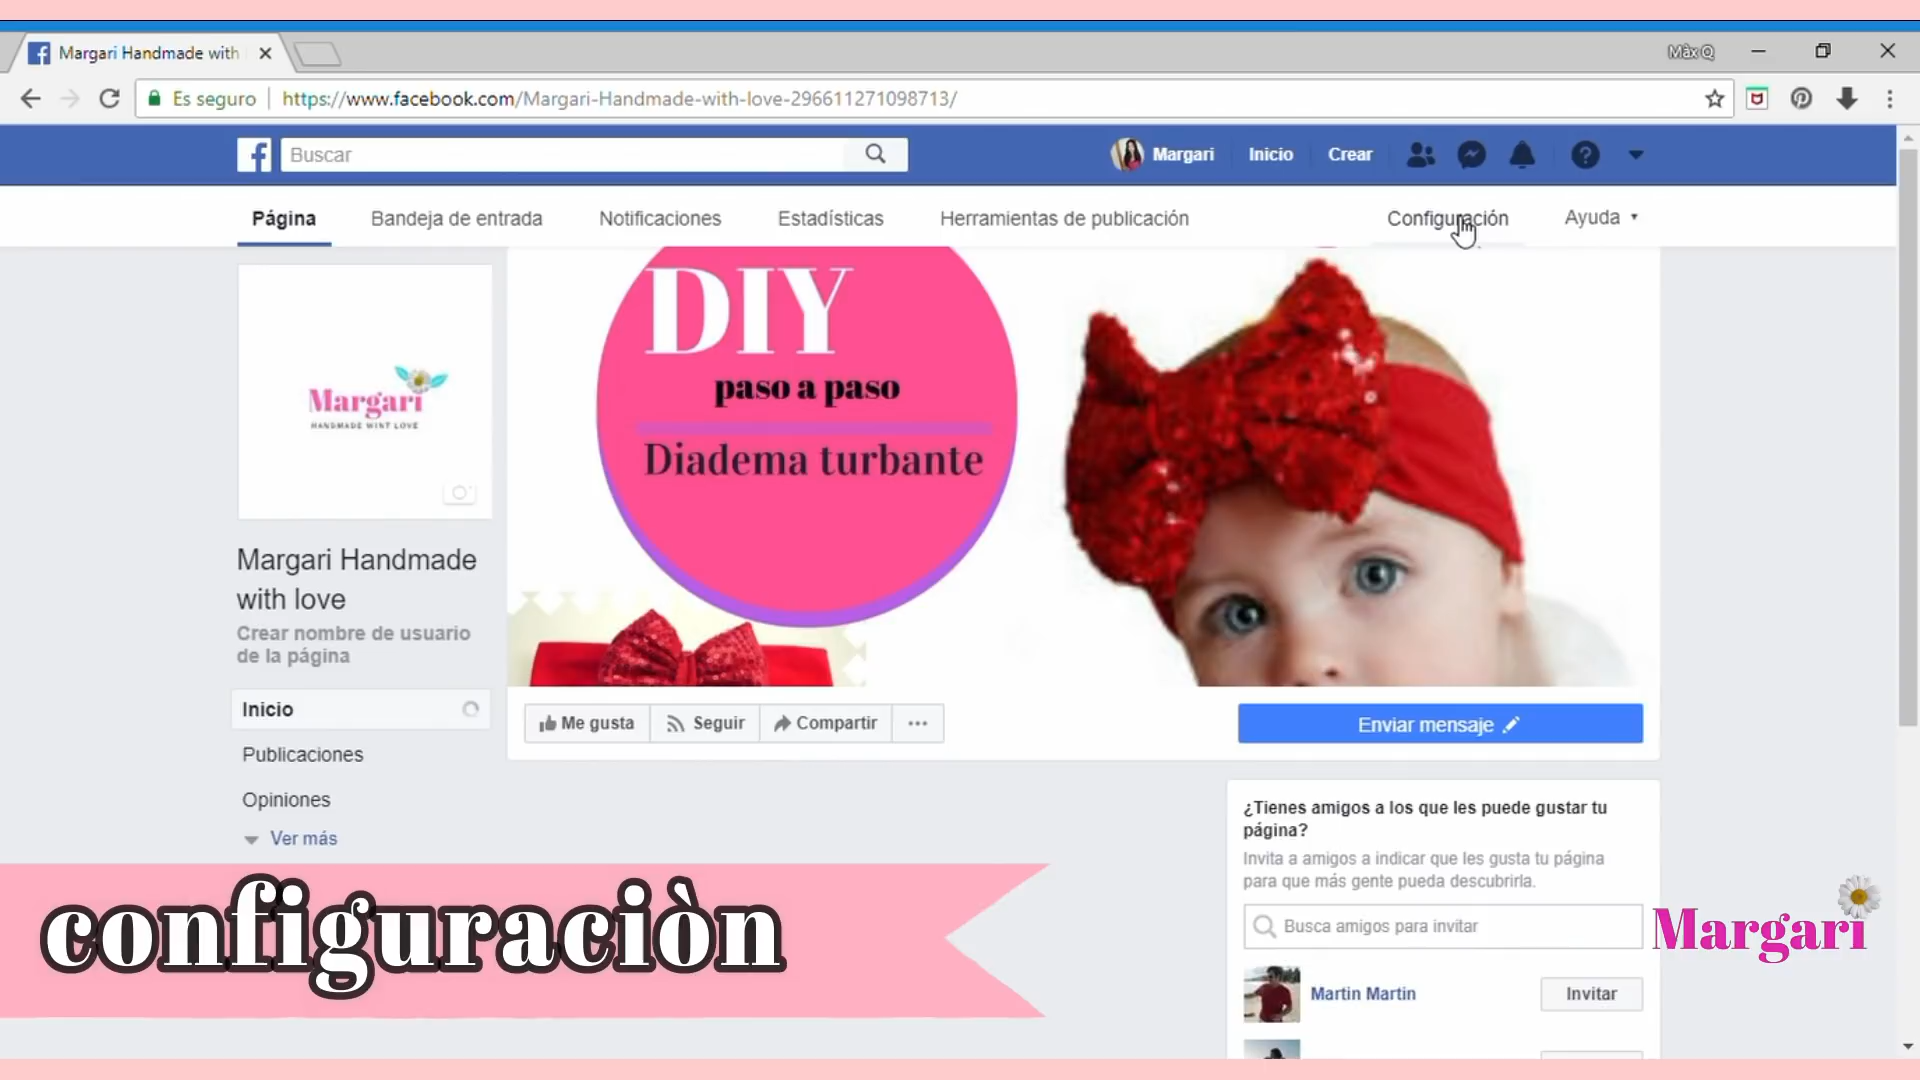 Margari Handmade with
Màx Q
Es seguro
https://www.facebook.com/Margari-Handmade-with-love-296611271098713/
Buscar
Margari
Inicio
Crear
Página
Bandeja de entrada
Notificaciones
Estadísticas
Herramientas de publicación
Configuración
Ayuda
DIY
paso a paso
Diadema turbante
Margari
HANDMADE WINT LOVE
Margari Handmade
with love
Crear nombre de usuario
de la página
Inicio
Publicaciones
Opiniones
Ver más
Me gusta
Seguir
Compartir
Enviar mensaje
¿Tienes amigos a los que les puede gustar tu
página?
Invita a amigos a indicar que les gusta tu página
para que más gente pueda descubrirla.
Busca amigos para invitar
Martin Martin
Invitar
configuraciòn
Margari